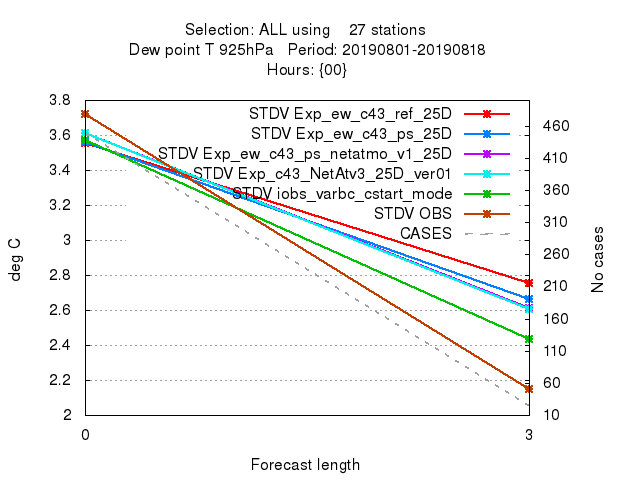 Selection: ALL using    27 stations
Dew point T 925hPa   Period: 20190801-20190818
Hours: {00}
3.8
3.6
3.4
3.2
3
2.8
2.6
2.4
2.2
2
460
410
360
310
260
210
160
110
60
10
STDV Exp_ew_c43_ref_25D
STDV Exp_ew_c43_ps_25D
STDV Exp_ew_c43_ps_netatmo_v1_25D
STDV Exp_c43_NetAtv3_25D_ver01
STDV iobs_varbc_cstart_mode
STDV OBS
CASES
deg C
No cases
0
3
Forecast length